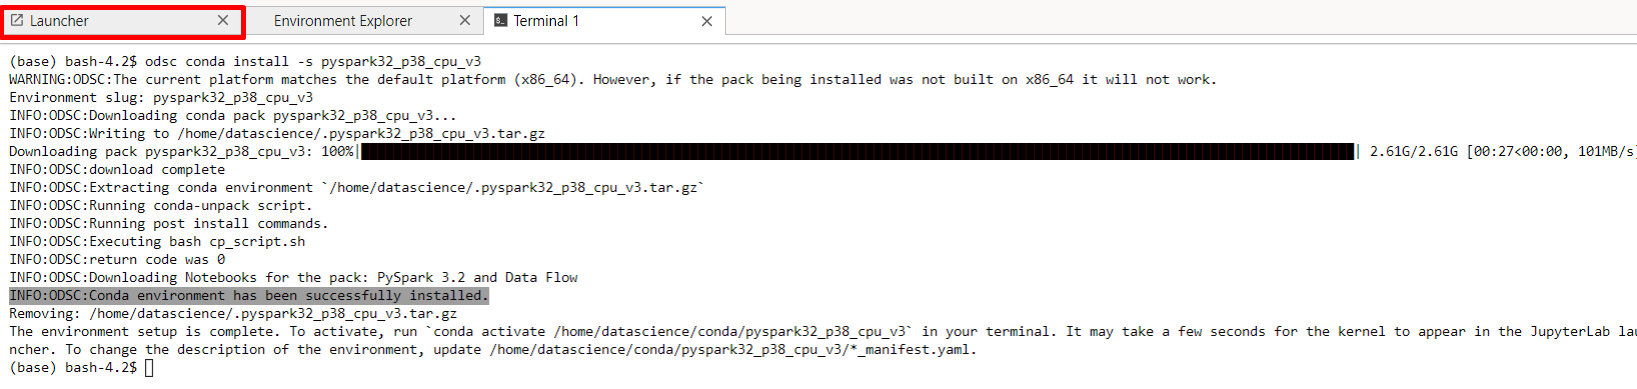 Launcher
Environment Explorer
Terminal 1
(base) bash-4.2$ odsc conda install -s pyspark32_p38_cpu_v3
WARNING:ODSC:The current platform matches the default platform (x86_64). However, if the pack being installed was not built on x86_64 it will not work.
Environment slug: pyspark32_p38_cpu_v3
INFO:ODSC:Downloading conda pack pyspark32_p38_cpu_v3...
INFO:ODSC:Writing to /home/datascience/.pyspark32_p38_cpu_v3.tar.gz
Downloading pack pyspark32_p38_cpu_v3: 100%| | 2.61G/2.61G [00:27<00:00, 101MB/s]
INFO:ODSC:download complete
INFO:ODSC:Extracting conda environment `/home/datascience/.pyspark32_p38_cpu_v3.tar.gz`
INFO:ODSC:Running conda-unpack script.
INFO:ODSC:Running post install commands.
INFO:ODSC:Executing bash cp_script.sh
INFO:ODSC:return code was 0
INFO:ODSC:Downloading Notebooks for the pack: PySpark 3.2 and Data Flow
INFO:ODSC:Conda environment has been successfully installed.
Removing: /home/datascience/.pyspark32_p38_cpu_v3.tar.gz
The environment setup is complete. To activate, run `conda activate /home/datascience/conda/pyspark32_p38_cpu_v3` in your terminal. It may take a few seconds for the kernel to appear in the JupyterLab lau
ncher. To change the description of the environment, update /home/datascience/conda/pyspark32_p38_cpu_v3/*_manifest.yaml.
(base) bash-4.2$